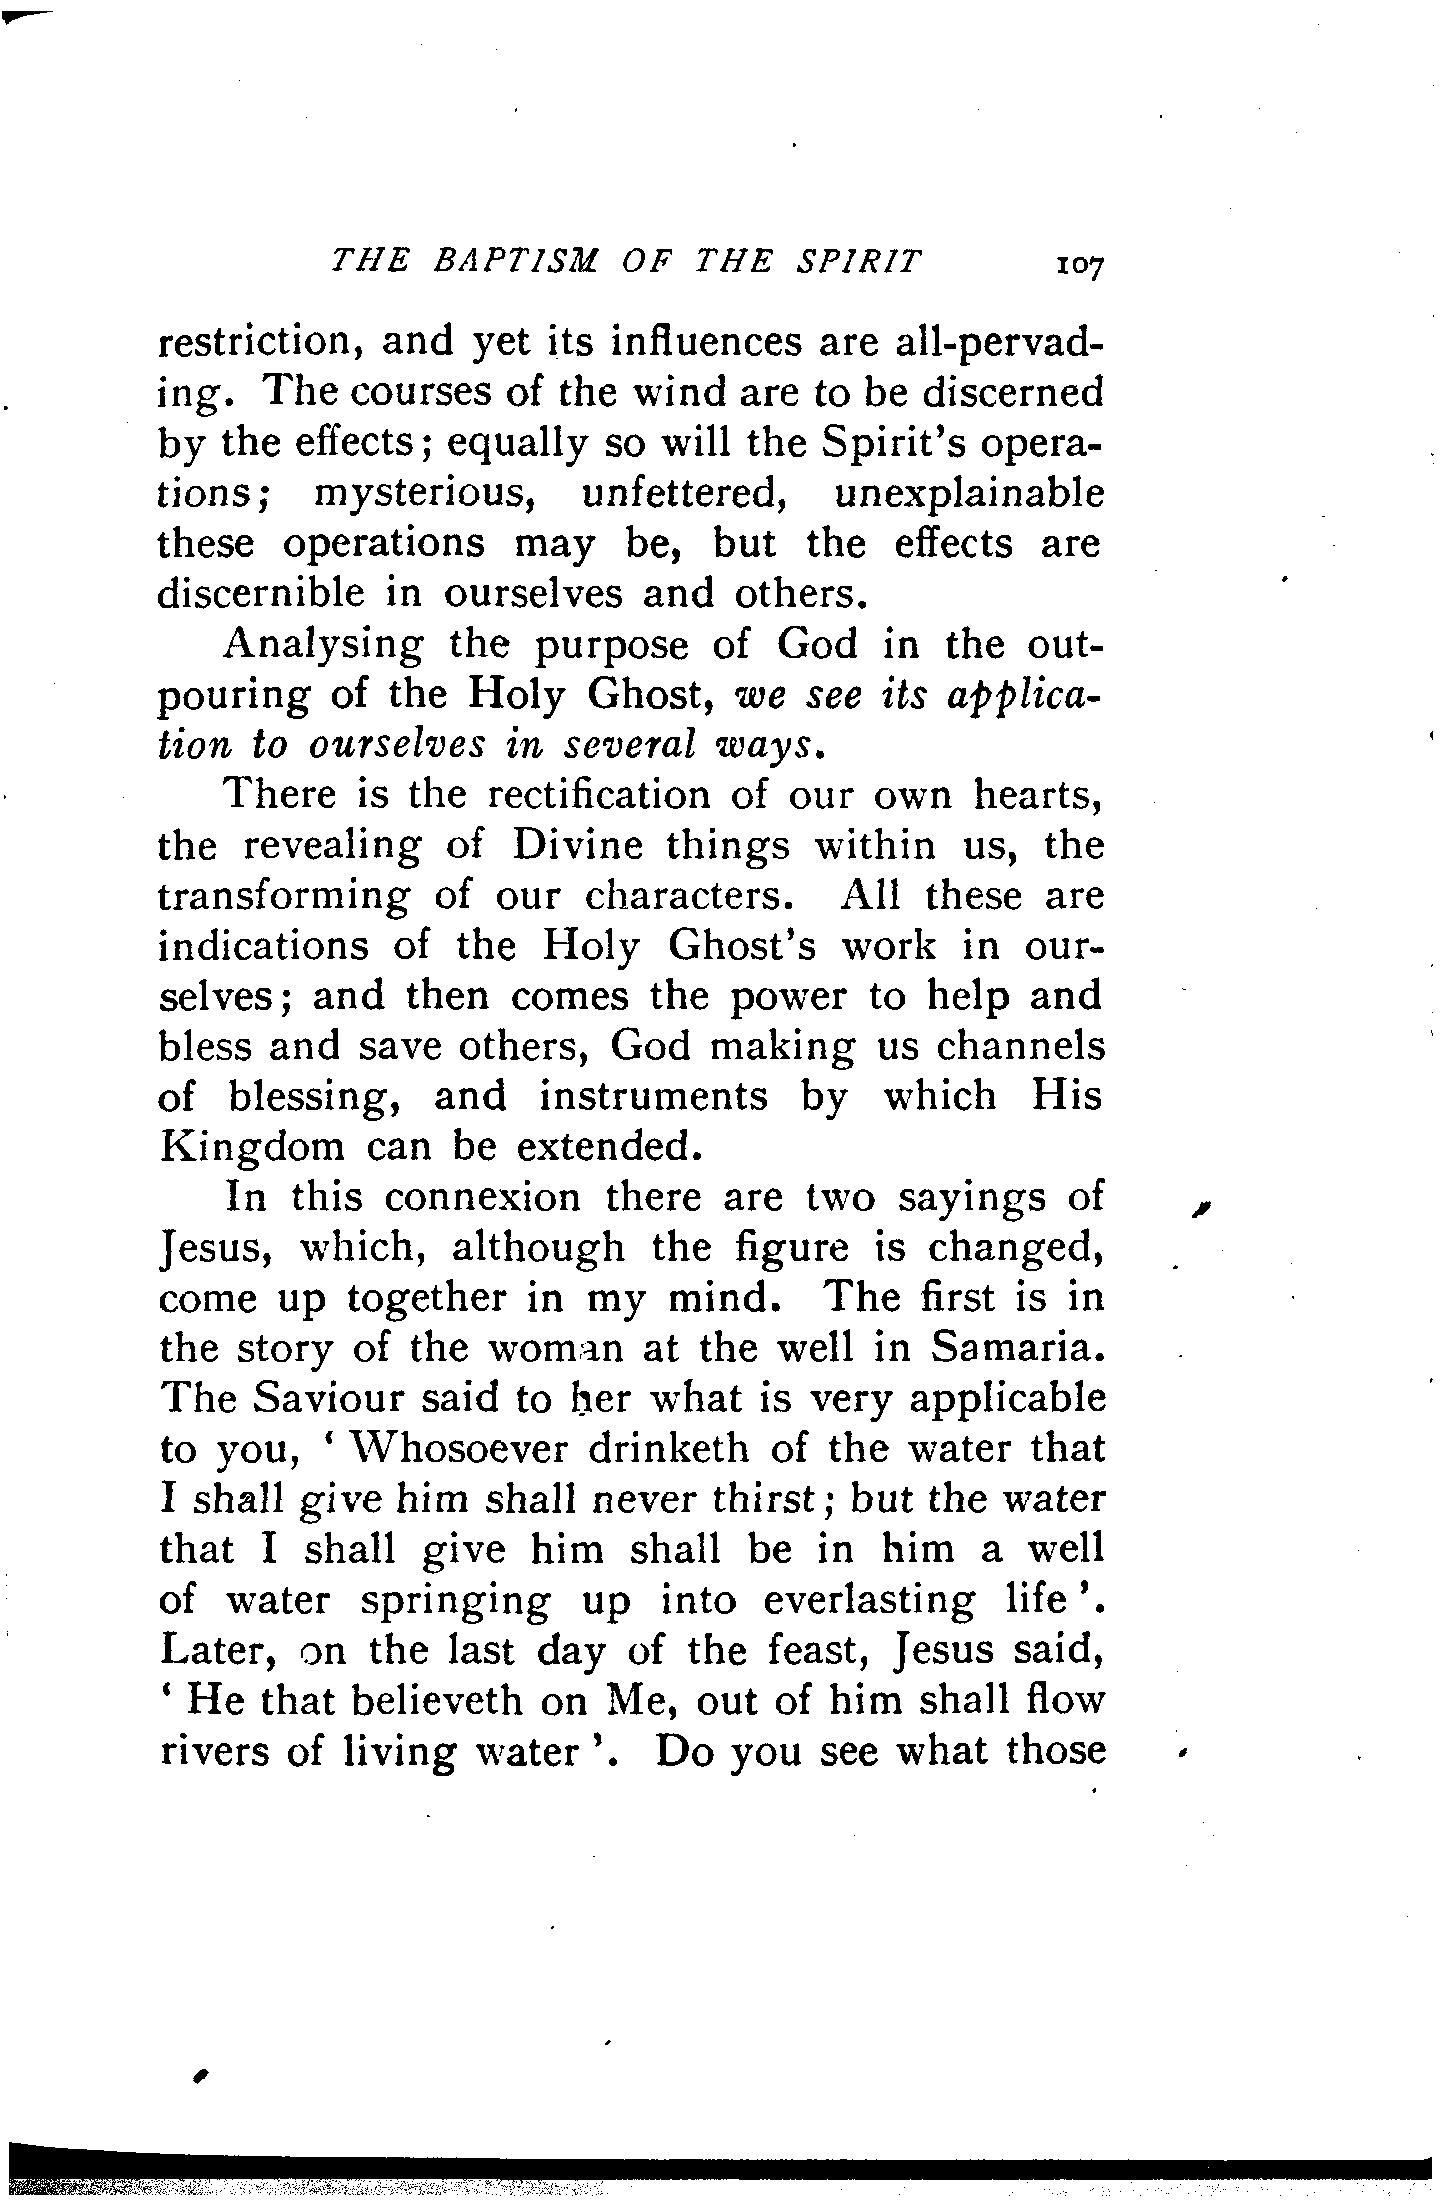 THE BAPTISM OF THE SPIRIT 107
restriction, and yet its influences are all-pervad-
ing. The courses of the wind are to be discerned
by the effects; equally so will the Spirit's opera-
tions; mysterious, unfettered, unexplainable
these operations may be, but the effects are
discernible in ourselves and others.
Analysing the purpose of God in the out-
pouring of the Holy Ghost, we see its applica-
tion to ourselves in several ways.
There is the rectification of our own hearts,
the revealing of Divine things within us, the
transforming of our characters. All these are
indications of the Holy Ghost's work in our-
selves; and then comes the power to help and
bless and save others, God making us channels
of blessing, and instruments by which His
Kingdom can be extended.
In this connexion there are two sayings of
Jesus, which, although the figure is changed,
come up together in my mind. The first is in
the story of the woman at the well in Samaria.
The Saviour said to her what is very applicable
to you, ‘ Whosoever drinketh of the water that
I shall give him shall never thirst; but the water
that I shall give him shall be in him a well
of water springing up into everlasting life ’.
Later, on the last day of the feast, Jesus said,
‘ He that believeth on Me, out of him shall flow
rivers of living water ’. Do you see what those